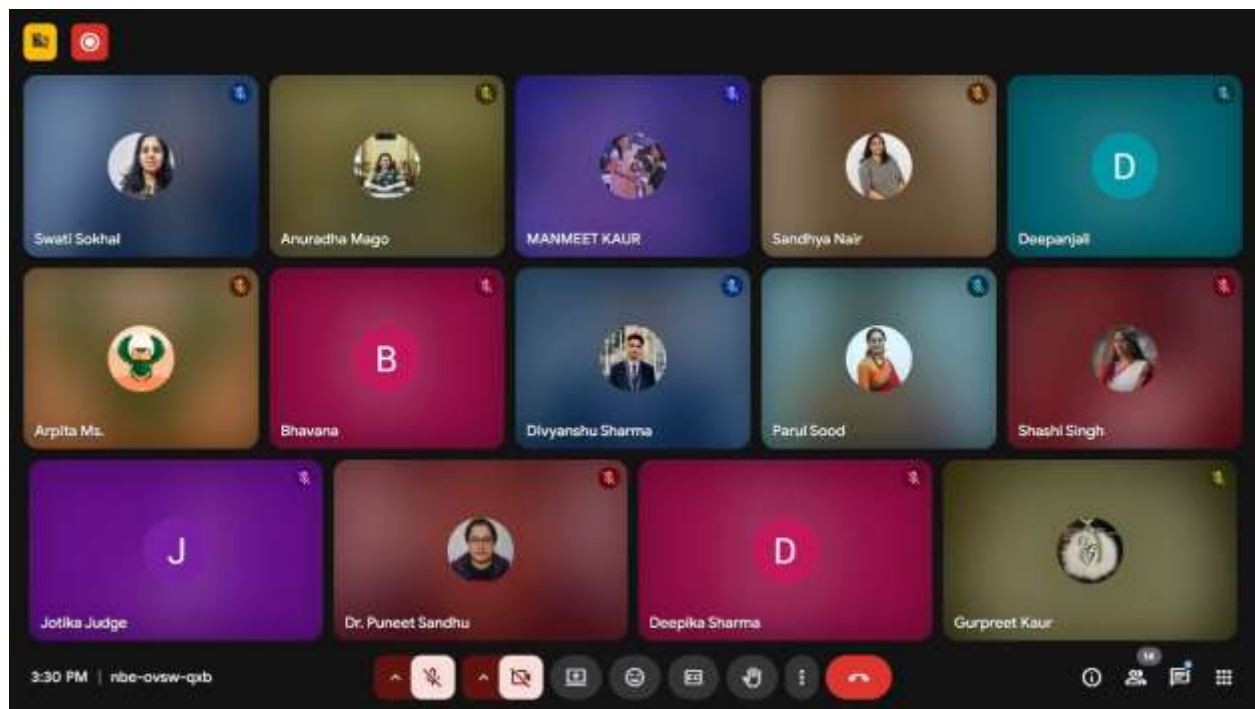 Swati Sokhal
Anuradha Mago
MANMEET KAUR
Sandhya Nair
Deepanjali
D
Arpita Ms.
Bhavana
B
Divyanshu Sharma
Parul Sood
Shashi Singh
Jotika Judge
J
Dr. Puneet Sandhu
Deepika Sharma
D
Gurpreet Kaur
3:30 PM | nbe-ovsw-qxb
14